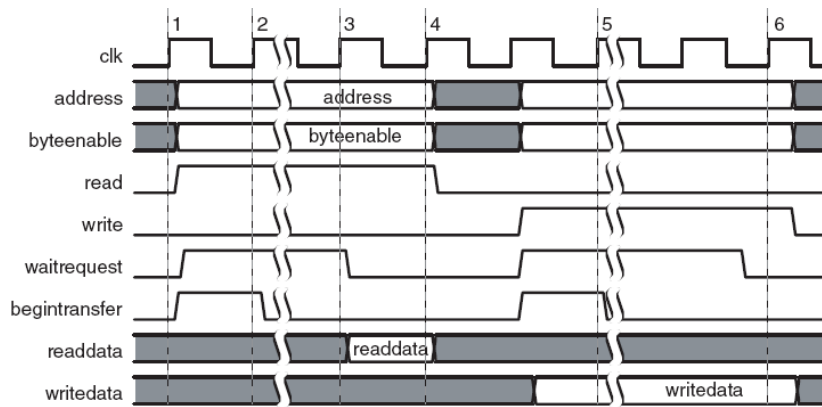 1 2 3 4 5 6
clk
address address
byteenable byteenable
read
write
waitrequest
begintransfer
readdata readdata
writedata writedata